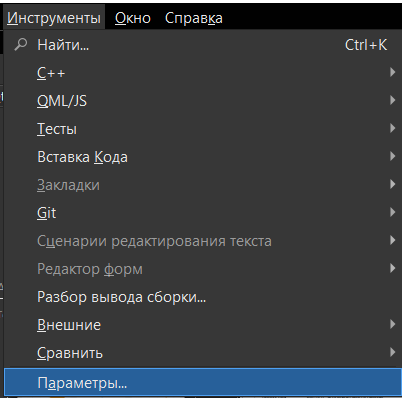 Инструменты Окно Справка
Найти... Ctrl+K
C++
QML/JS
Тесты
Вставка Кода
Закладки
Git
Сценарии редактирования текста
Редактор форм
Разбор вывода сборки...
Внешние
Сравнить
Параметры...